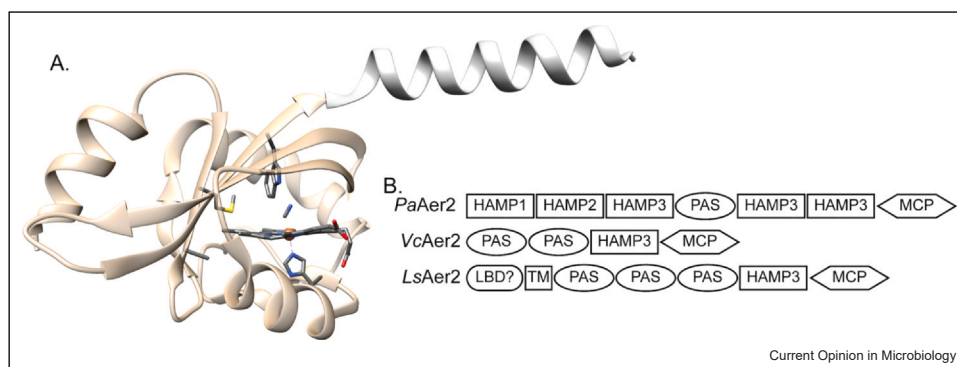 A.
B.
PaAer2 HAMP1 HAMP2 HAMP3 PAS HAMP3 HAMP3 MCP
VcAer2 PAS PAS HAMP3 MCP
LsAer2 LBD? TM PAS PAS PAS HAMP3 MCP
Current Opinion in Microbiology